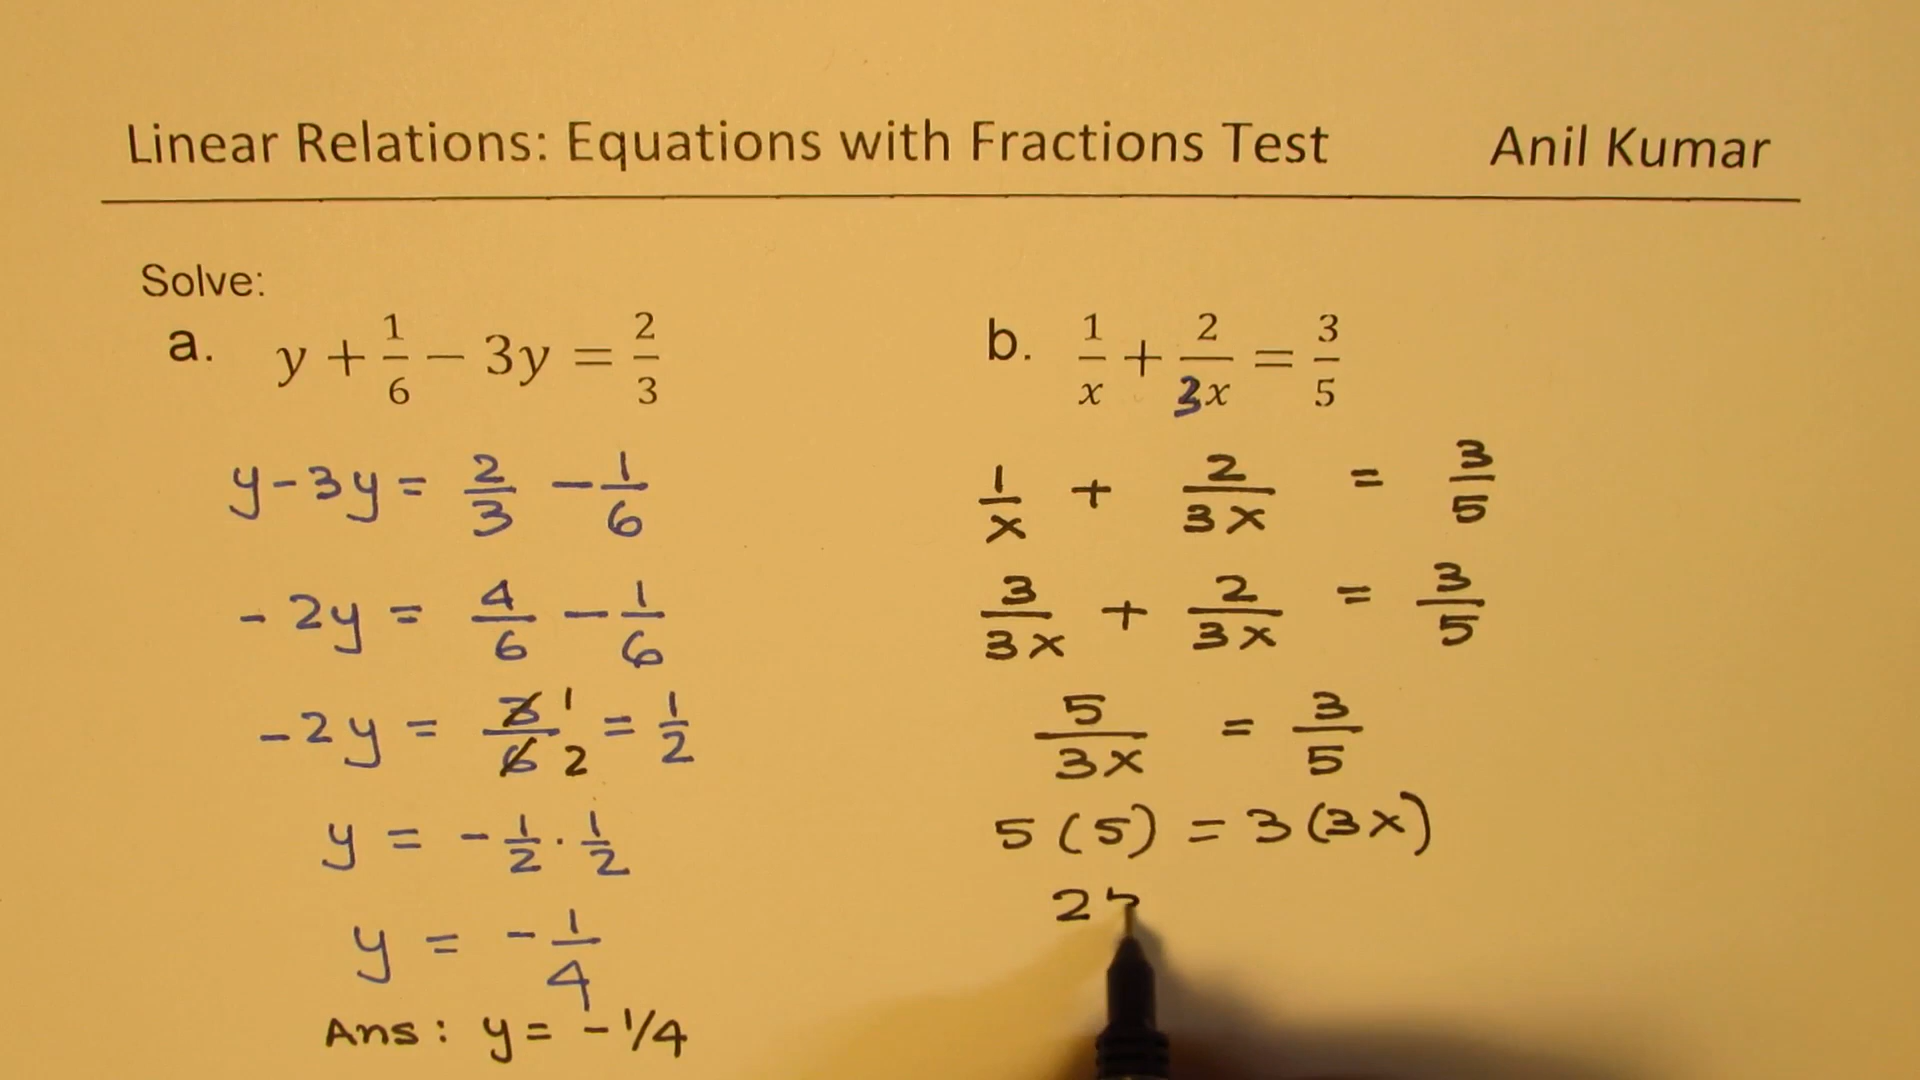 Linear Relations: Equations with Fractions Test Anil Kumar
Solve:
a. y + 1/6 − 3y = 2/3
y - 3y = 2/3 - 1/6
- 2y = 4/6 - 1/6
- 2y = 3/6 1 2 = 1/2
y = - 1/2 · 1/2
y = - 1/4
Ans : y = - 1/4
b. 1/x + 2/3x = 3/5
1/x + 2/3x = 3/5
3/3x + 2/3x = 3/5
5/3x = 3/5
5 (5) = 3 (3x)
25